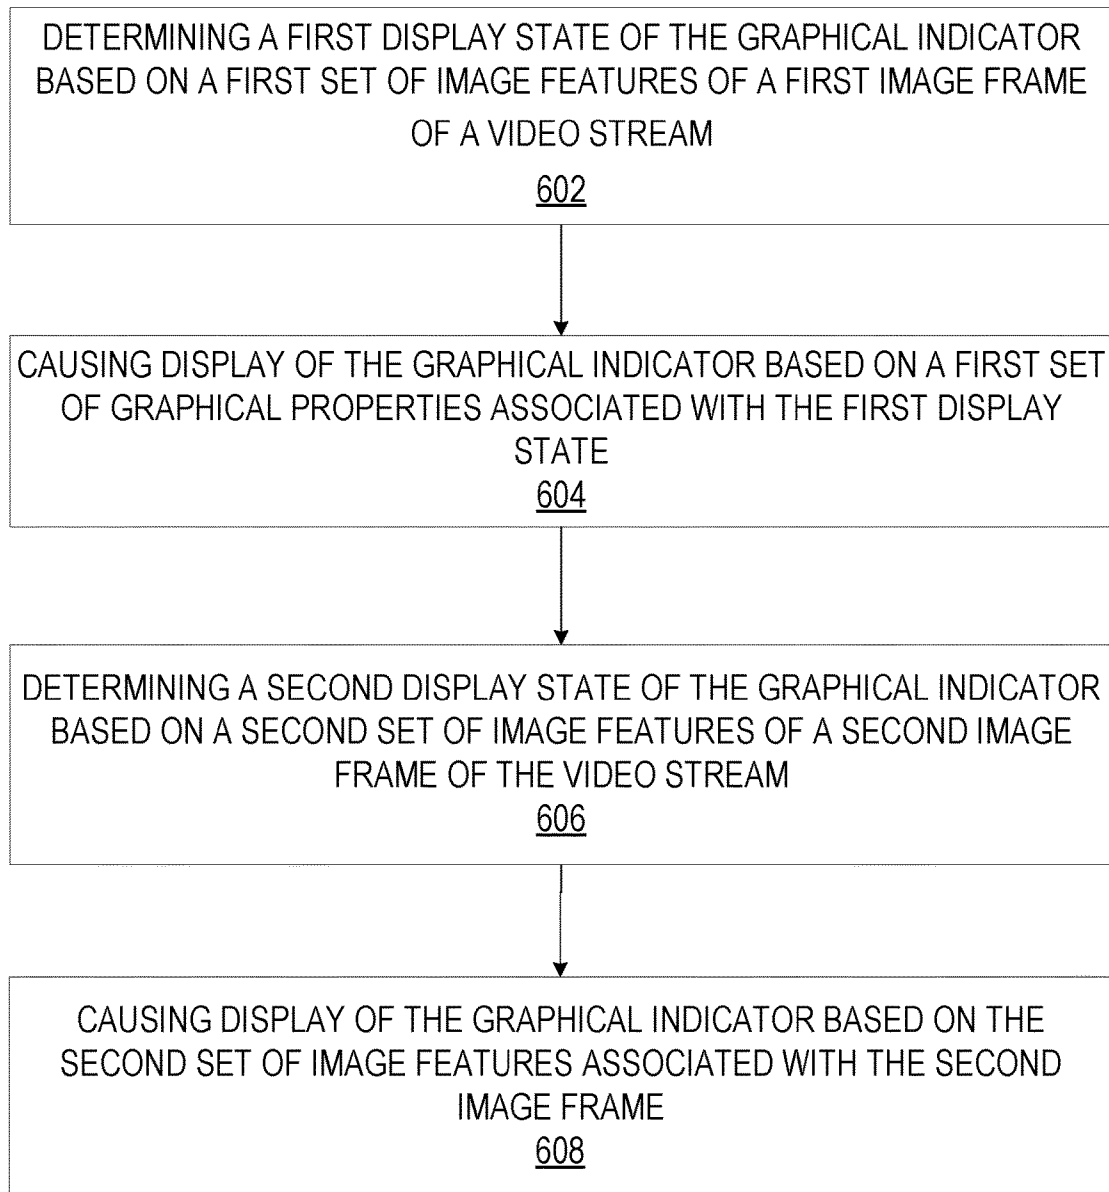 DETERMINING A FIRST DISPLAY STATE OF THE GRAPHICAL INDICATOR
BASED ON A FIRST SET OF IMAGE FEATURES OF A FIRST IMAGE FRAME
OF A VIDEO STREAM
602
CAUSING DISPLAY OF THE GRAPHICAL INDICATOR BASED ON A FIRST SET
OF GRAPHICAL PROPERTIES ASSOCIATED WITH THE FIRST DISPLAY
STATE
604
DETERMINING A SECOND DISPLAY STATE OF THE GRAPHICAL INDICATOR
BASED ON A SECOND SET OF IMAGE FEATURES OF A SECOND IMAGE
FRAME OF THE VIDEO STREAM
606
CAUSING DISPLAY OF THE GRAPHICAL INDICATOR BASED ON THE
SECOND SET OF IMAGE FEATURES ASSOCIATED WITH THE SECOND
IMAGE FRAME
608